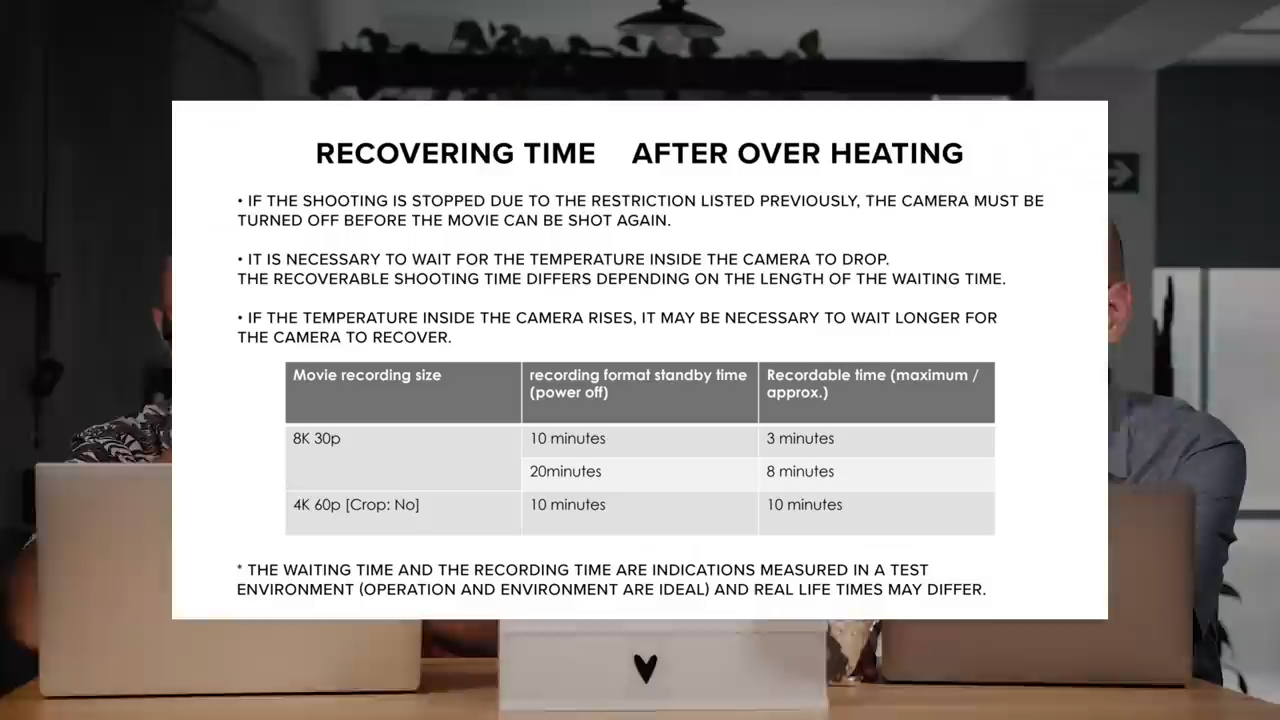 RECOVERING TIME AFTER OVER HEATING
• IF THE SHOOTING IS STOPPED DUE TO THE RESTRICTION LISTED PREVIOUSLY, THE CAMERA MUST BE
TURNED OFF BEFORE THE MOVIE CAN BE SHOT AGAIN.
• IT IS NECESSARY TO WAIT FOR THE TEMPERATURE INSIDE THE CAMERA TO DROP.
THE RECOVERABLE SHOOTING TIME DIFFERS DEPENDING ON THE LENGTH OF THE WAITING TIME.
• IF THE TEMPERATURE INSIDE THE CAMERA RISES, IT MAY BE NECESSARY TO WAIT LONGER FOR
THE CAMERA TO RECOVER.
Movie recording size recording format standby time Recordable time (maximum /
(power off) approx.)
8K 30p 10 minutes 3 minutes
20minutes 8 minutes
4K 60p [Crop: No] 10 minutes 10 minutes
* THE WAITING TIME AND THE RECORDING TIME ARE INDICATIONS MEASURED IN A TEST
ENVIRONMENT (OPERATION AND ENVIRONMENT ARE IDEAL) AND REAL LIFE TIMES MAY DIFFER.